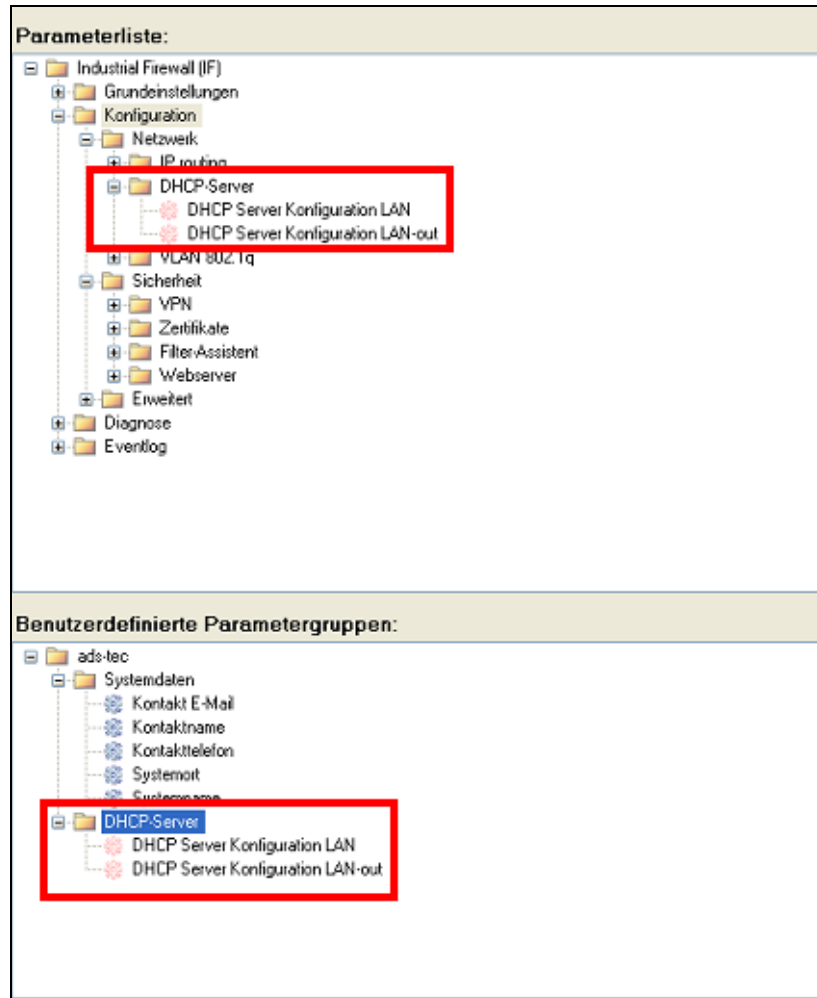 Parameterliste:
Industrial Firewall (IF)
Grundeinstellungen
Konfiguration
Netzwerk
IP routing
DHCP-Server
DHCP Server Konfiguration LAN
DHCP Server Konfiguration LAN-out
VLAN 802.1q
Sicherheit
VPN
Zertifikate
Filter-Assistent
Webserver
Erweitert
Diagnose
Eventlog
Benutzerdefinierte Parametergruppen:
ads-tec
Systemdaten
Kontakt E-Mail
Kontaktname
Kontakttelefon
Systemort
Systemname
DHCP-Server
DHCP Server Konfiguration LAN
DHCP Server Konfiguration LAN-out